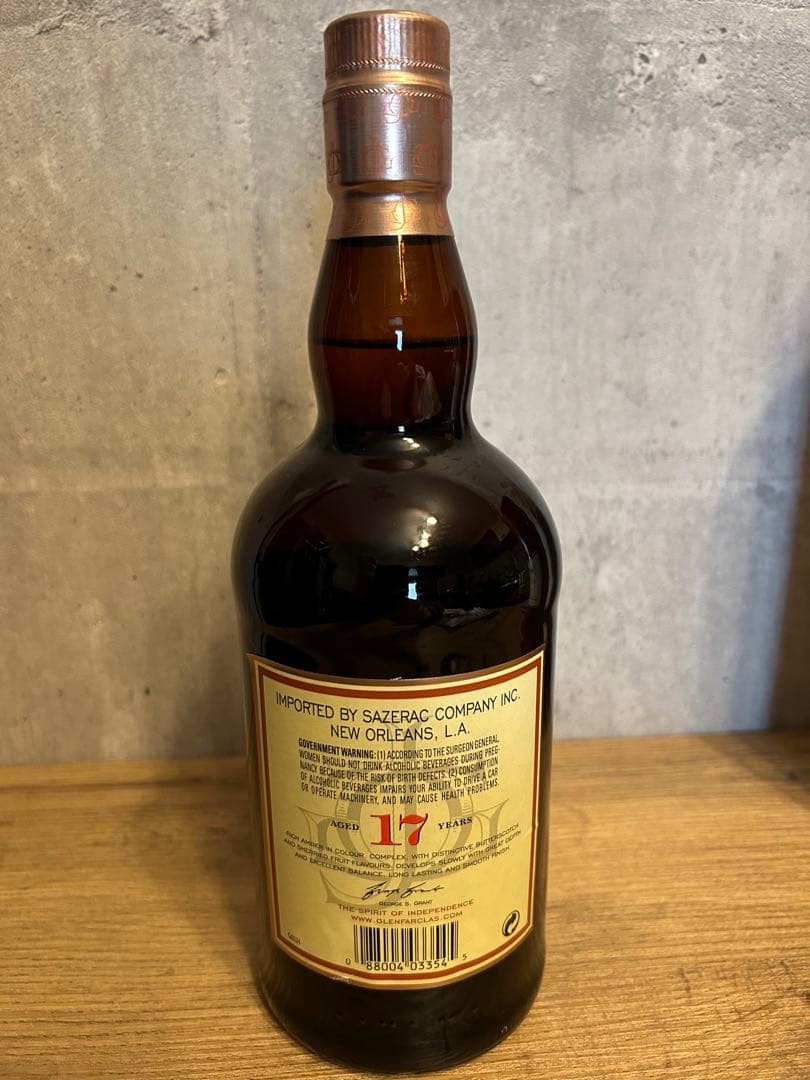 IMPORTED BY SAZERAC COMPANY INC.
NEW ORLEANS, L.A.
GOVERNMENT WARNING: (1) ACCORDING TO THE SURGEON GENERAL,
WOMEN SHOULD NOT DRINK ALCOHOLIC BEVERAGES DURING PREG-
NANCY BECAUSE OF THE RISK OF BIRTH DEFECTS. (2) CONSUMPTION
OF ALCOHOLIC BEVERAGES IMPAIRS YOUR ABILITY TO DRIVE A CAR
OR OPERATE MACHINERY, AND MAY CAUSE HEALTH PROBLEMS.
AGED 17 YEARS
RICH AMBER IN COLOUR. COMPLEX, WITH DISTINCTIVE BUTTERSCOTCH
AND SHERRIED FRUIT FLAVOURS. DEVELOPS SLOWLY WITH GREAT DEPTH
AND EXCELLENT BALANCE. LONG LASTING AND SMOOTH FINISH.
George Grant
GEORGE S. GRANT
THE SPIRIT OF INDEPENDENCE
WWW.GLENFARCLAS.COM
0 88004 03354 5